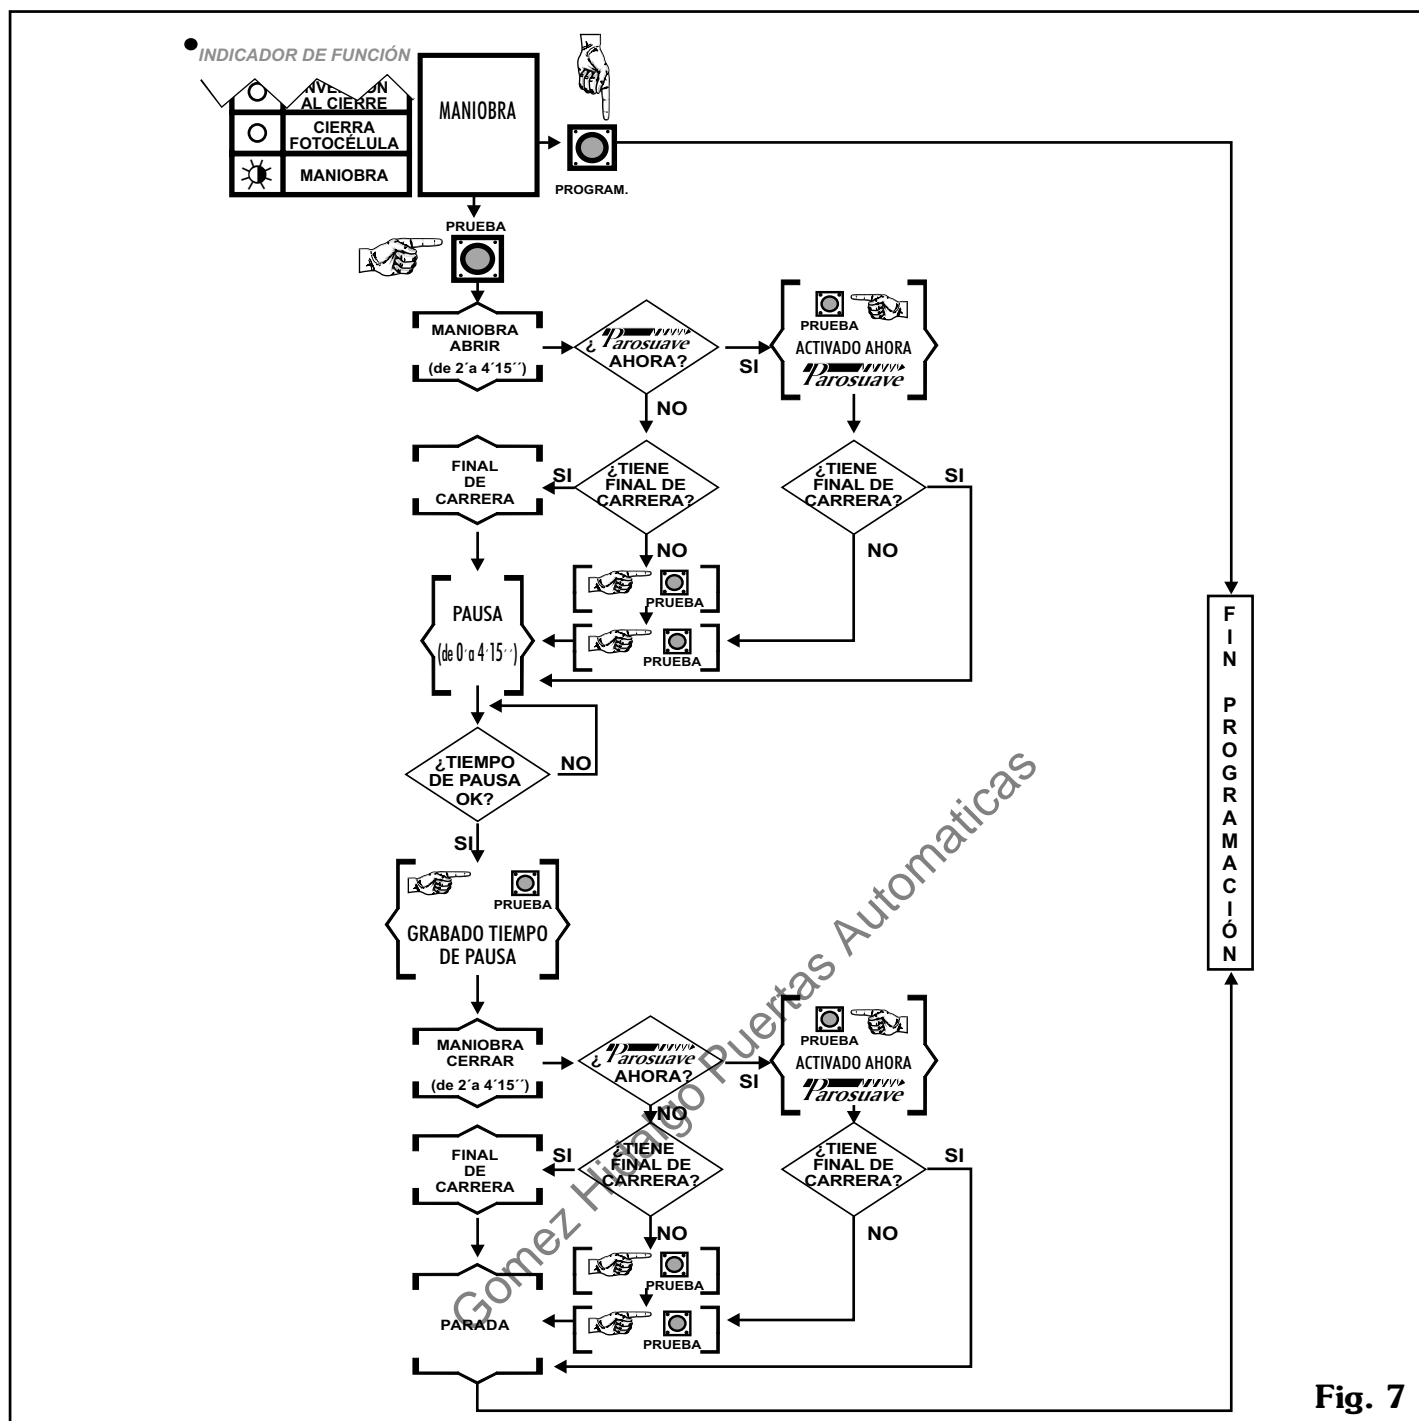 INDICADOR DE FUNCIÓN
AL CIERRE
CIERRA
FOTOCÉLULA
MANIOBRA
MANIOBRA
PROGRAM.
PRUEBA
MANIOBRA
ABRIR
(de 2´a 4´15´´)
¿ Parosuave
AHORA?
SI
NO
PRUEBA
ACTIVADO AHORA
Parosuave
FINAL
DE
CARRERA
SI
¿TIENE
FINAL DE
CARRERA?
NO
¿TIENE
FINAL DE
CARRERA?
SI
NO
PRUEBA
PRUEBA
PAUSA
(de 0´a 4´15´´)
¿TIEMPO
DE PAUSA
OK?
NO
SI
PRUEBA
GRABADO TIEMPO
DE PAUSA
MANIOBRA
CERRAR
(de 2´a 4´15´´)
¿ Parosuave
AHORA?
SI
NO
PRUEBA
ACTIVADO AHORA
Parosuave
FINAL
DE
CARRERA
SI
¿TIENE
FINAL DE
CARRERA?
NO
¿TIENE
FINAL DE
CARRERA?
SI
NO
PRUEBA
PRUEBA
PARADA
FIN PROGRAMACIÓN
Gomez Hidalgo Puertas Automaticas
Fig. 7